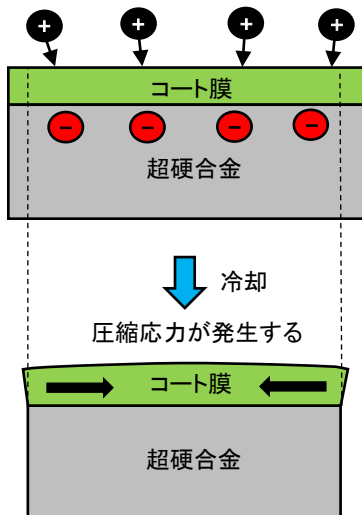 + + + +
コート膜
− − − −
超硬合金
冷却
圧縮応力が発生する
コート膜
超硬合金